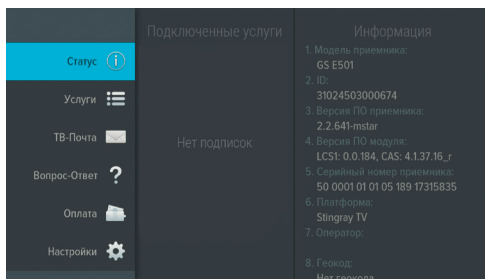 Статус
Услуги
ТВ-Почта
Вопрос-Ответ
Оплата
Настройки
Подключенные услуги
Нет подписок
Информация
1. Модель приемника:
GS E501
2. ID:
31024503000674
3. Версия ПО приемника:
2.2.641-mstar
4. Версия ПО модуля:
LCS1: 0.0.184, CAS: 4.1.37.16_r
5. Серийный номер приемника:
50 0001 01 01 05 189 17315835
6. Платформа:
Stingray TV
7. Оператор:
8. Геокод:
Нет геокода